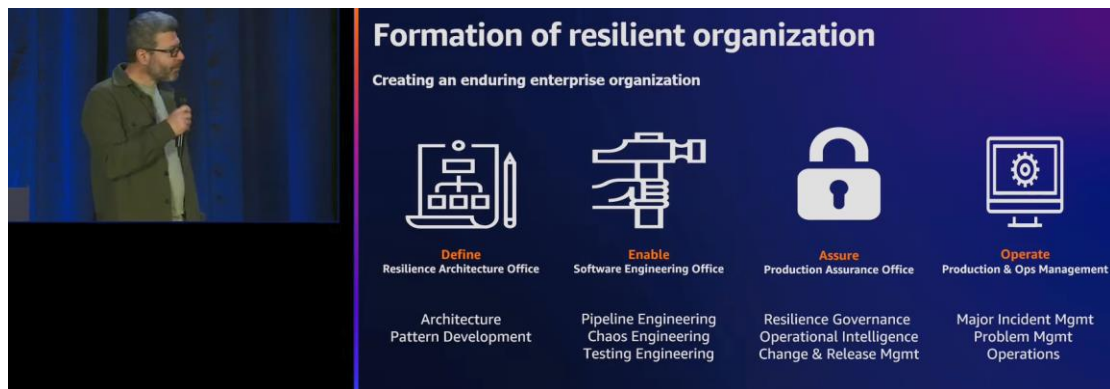 Formation of resilient organization
Creating an enduring enterprise organization
Define
Resilience Architecture Office
Architecture
Pattern Development
Enable
Software Engineering Office
Pipeline Engineering
Chaos Engineering
Testing Engineering
Assure
Production Assurance Office
Resilience Governance
Operational Intelligence
Change & Release Mgmt
Operate
Production & Ops Management
Major Incident Mgmt
Problem Mgmt
Operations